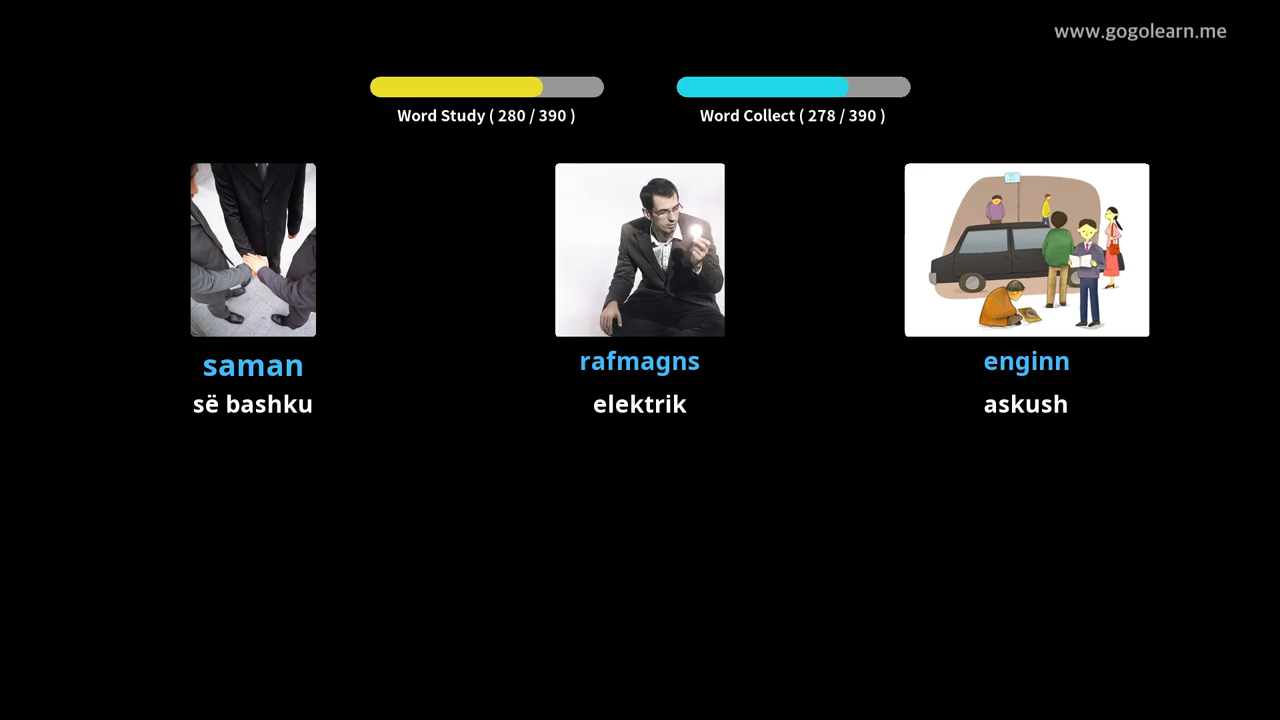 www.gogolearn.me
Word Study ( 280 / 390 )
Word Collect ( 278 / 390 )
saman
rafmagns
enginn
së bashku
elektrik
askush